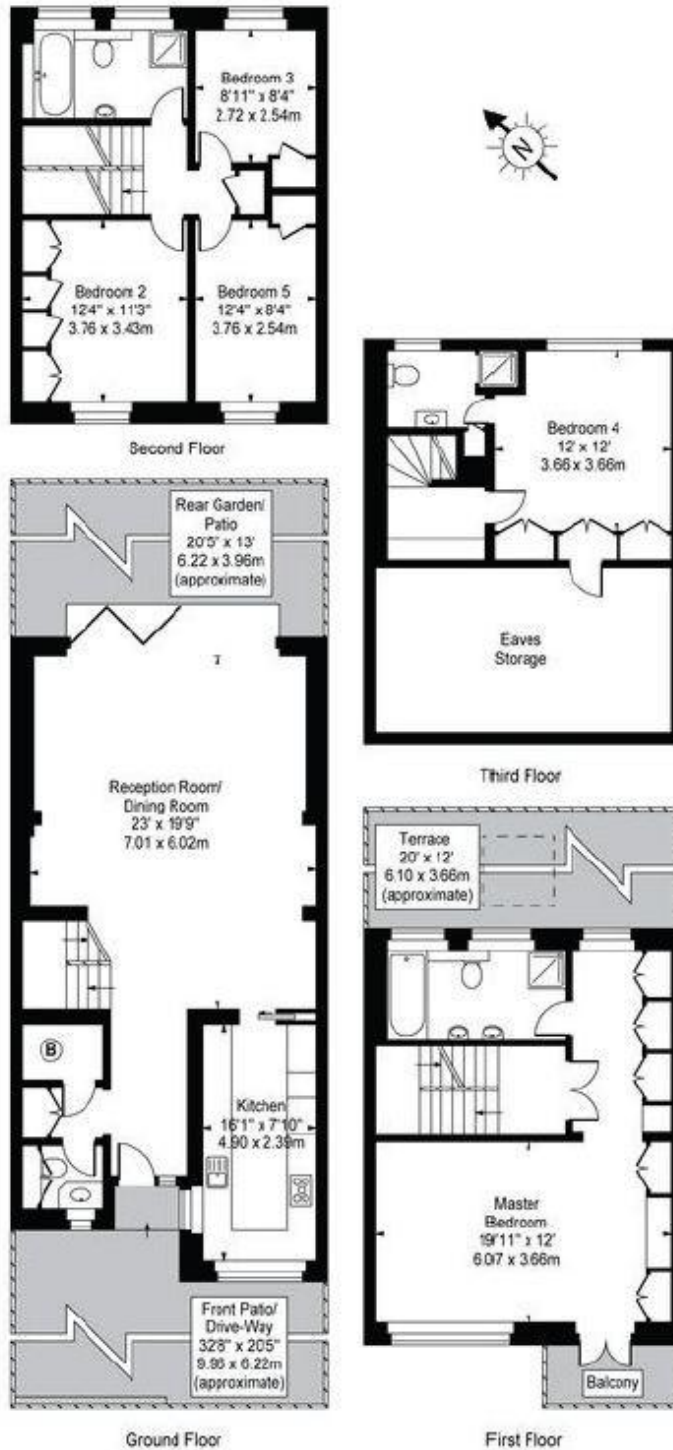 Bedroom 3
8'11" x 8'4"
2.72 x 2.54m
N
Bedroom 2
12'4" x 11'3"
3.76 x 3.43m
Bedroom 5
12'4" x 8'4"
3.76 x 2.54m
Second Floor
Bedroom 4
12' x 12'
3.66 x 3.66m
Eaves
Storage
Third Floor
Rear Garden/
Patio
20'5" x 13'
6.22 x 3.96m
(approximate)
Reception Room/
Dining Room
23' x 19'9"
7.01 x 6.02m
B
Kitchen
16'1" x 7'10"
4.90 x 2.39m
Front Patio/
Drive-Way
32'8" x 20'5"
9.96 x 6.22m
(approximate)
Ground Floor
Terrace
20' x 12'
6.10 x 3.66m
(approximate)
Master
Bedroom
19'11" x 12'
6.07 x 3.66m
Balcony
First Floor